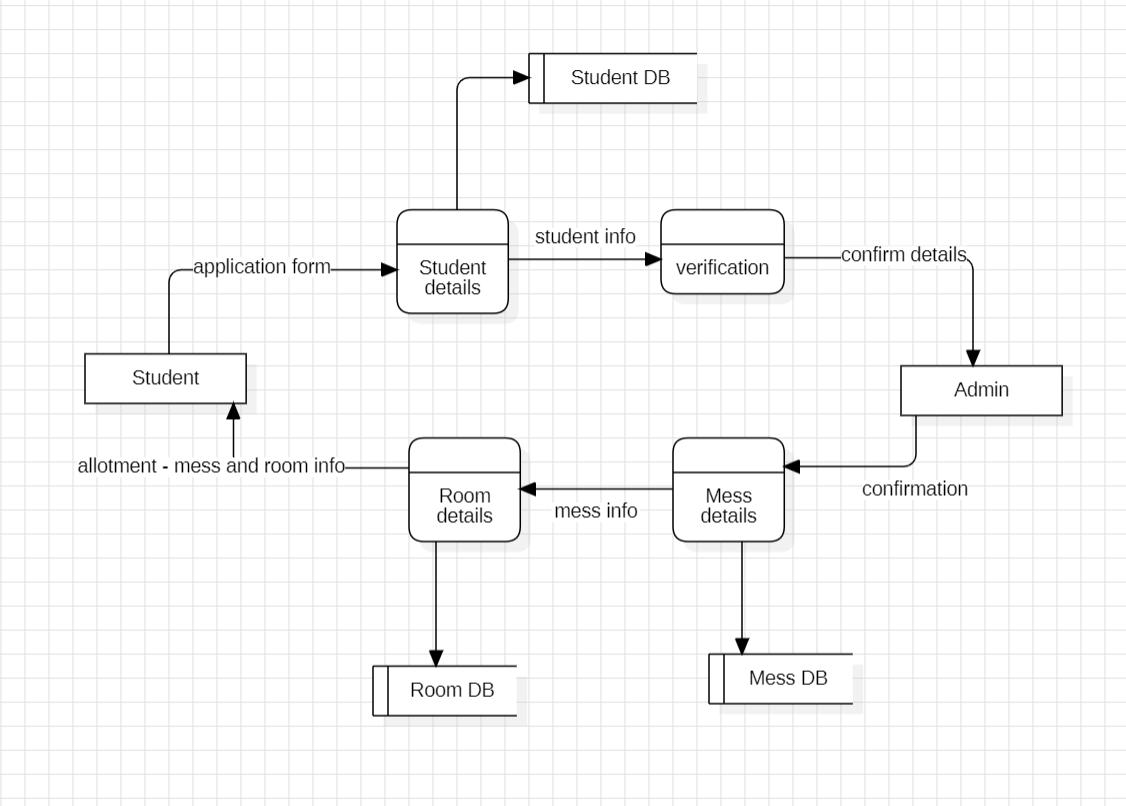 Student DB
student info
confirm details
application form
Student
details
verification
Student
Admin
allotment - mess and room info
Room
details
mess info
Mess
details
confirmation
Room DB
Mess DB